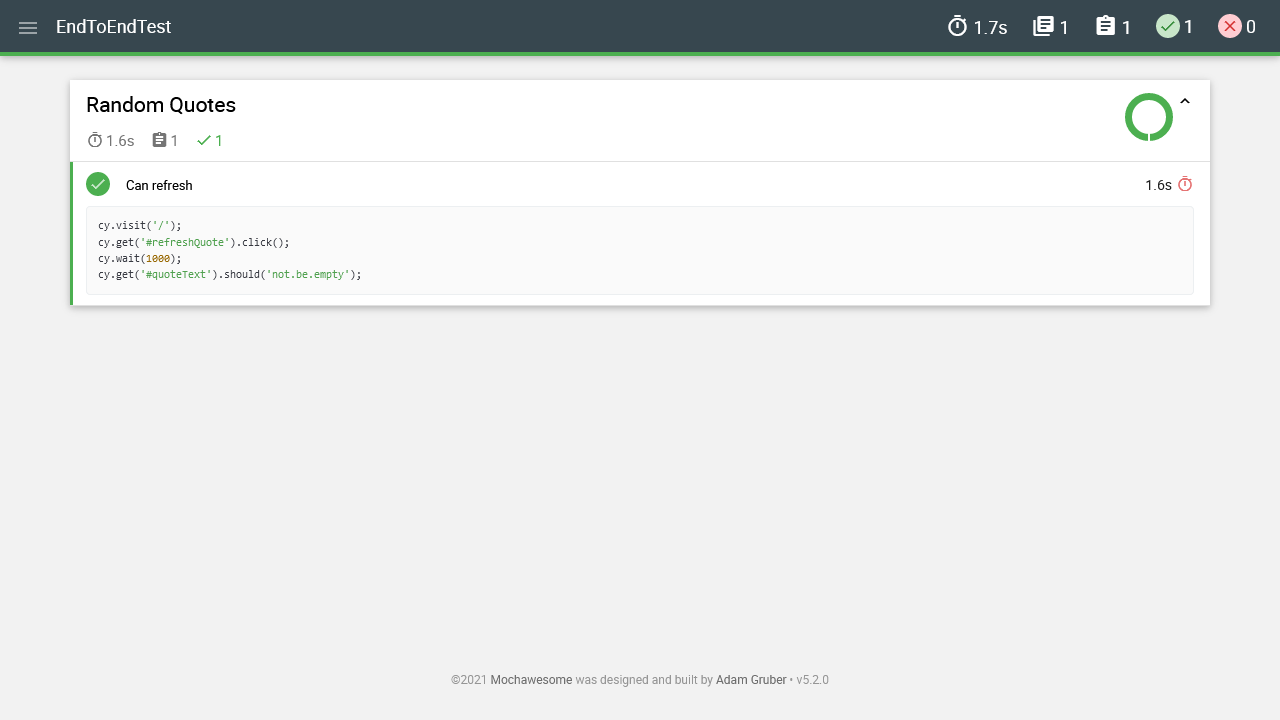 EndToEndTest 1.7s 1 1 1 0
Random Quotes
1.6s 1 1
Can refresh 1.6s
cy.visit('/');
cy.get('#refreshQuote').click();
cy.wait(1000);
cy.get('#quoteText').should('not.be.empty');
©2021 Mochawesome was designed and built by Adam Gruber • v5.2.0